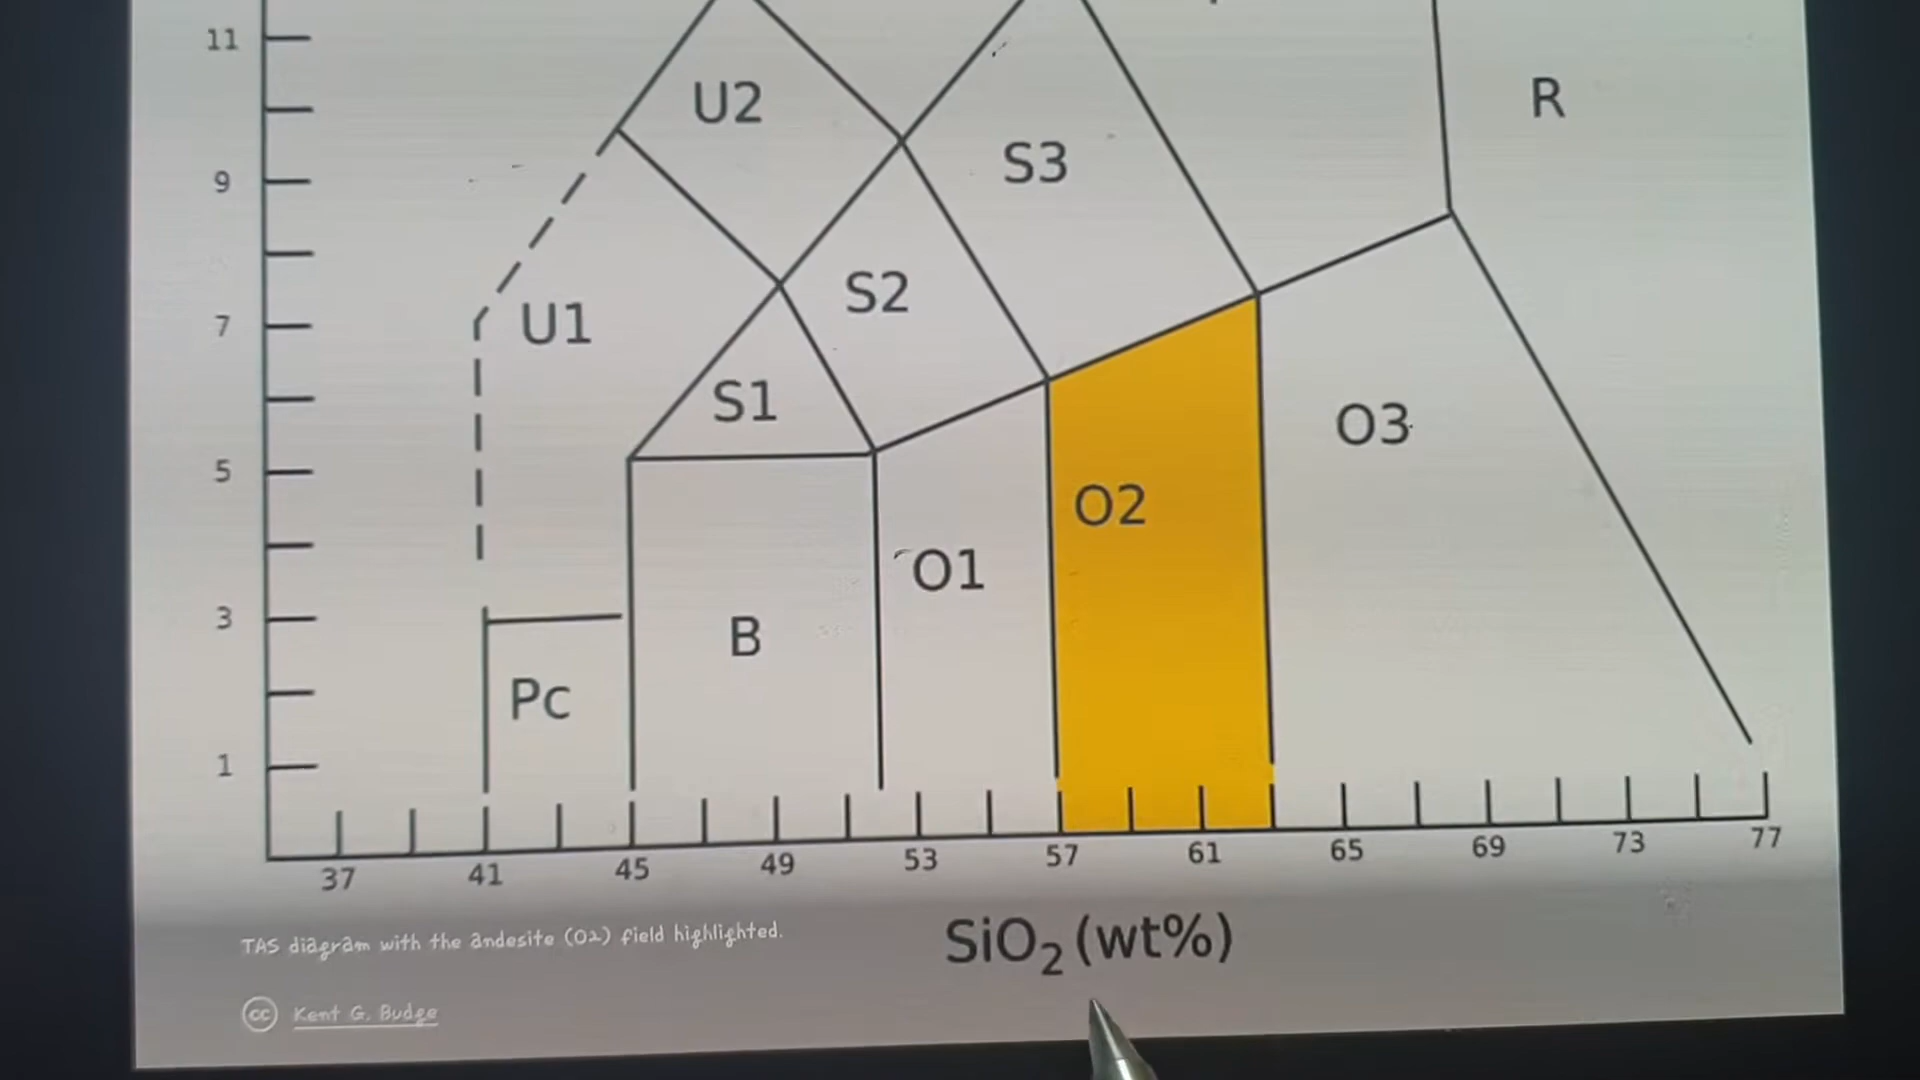 11
U2
R
S3
9
S2
7
U1
S1
O3
5
O2
O1
3
B
Pc
1
37 41 45 49 53 57 61 65 69 73 77
SiO₂ (wt%)
TAS diagram with the andesite (O2) field highlighted.
cc Kent G. Budge